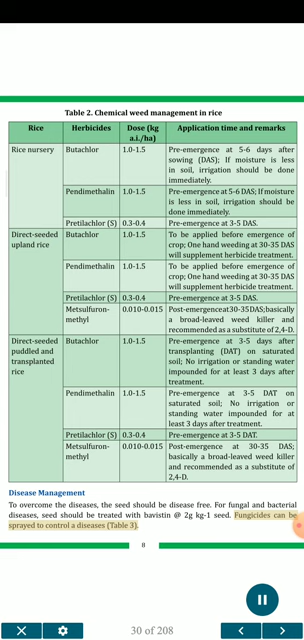 Table 2. Chemical weed management in rice
Rice Herbicides Dose (kg a.i./ha) Application time and remarks
Rice nursery Butachlor 1.0-1.5 Pre-emergence at 5-6 days after
sowing (DAS); If moisture is less
in soil, irrigation should be done
immediately.
Pendimethalin 1.0-1.5 Pre-emergence at 5-6 DAS; If moisture
is less in soil, irrigation should be
done immediately.
Pretilachlor (S) 0.3-0.4 Pre-emergence at 3-5 DAS.
Direct-seeded Butachlor 1.0-1.5 To be applied before emergence of
upland rice crop; One hand weeding at 30-35 DAS
will supplement herbicide treatment.
Pendimethalin 1.0-1.5 To be applied before emergence of
crop; One hand weeding at 30-35 DAS
will supplement herbicide treatment.
Pretilachlor (S) 0.3-0.4 Pre-emergence at 3-5 DAS.
Metsulfuron- 0.010-0.015 Post-emergence at 30-35 DAS; basically
methyl a broad-leaved weed killer and
recommended as a substitute of 2,4-D.
Direct-seeded Butachlor 1.0-1.5 Pre-emergence at 3-5 days after
puddled and transplanting (DAT) on saturated
transplanted soil; No irrigation or standing water
rice impounded for at least 3 days after
treatment.
Pendimethalin 1.0-1.5 Pre-emergence at 3-5 DAT on
saturated soil; No irrigation or
standing water impounded for at
least 3 days after treatment.
Pretilachlor (S) 0.3-0.4 Pre-emergence at 3-5 DAT.
Metsulfuron- 0.010-0.015 Post-emergence at 30-35 DAS;
methyl basically a broad-leaved weed killer
and recommended as a substitute of
2,4-D.
Disease Management
To overcome the diseases, the seed should be disease free. For fungal and bacterial
diseases, seed should be treated with bavistin @ 2g kg-1 seed. Fungicides can be
sprayed to control a diseases (Table 3).
8
30 of 208